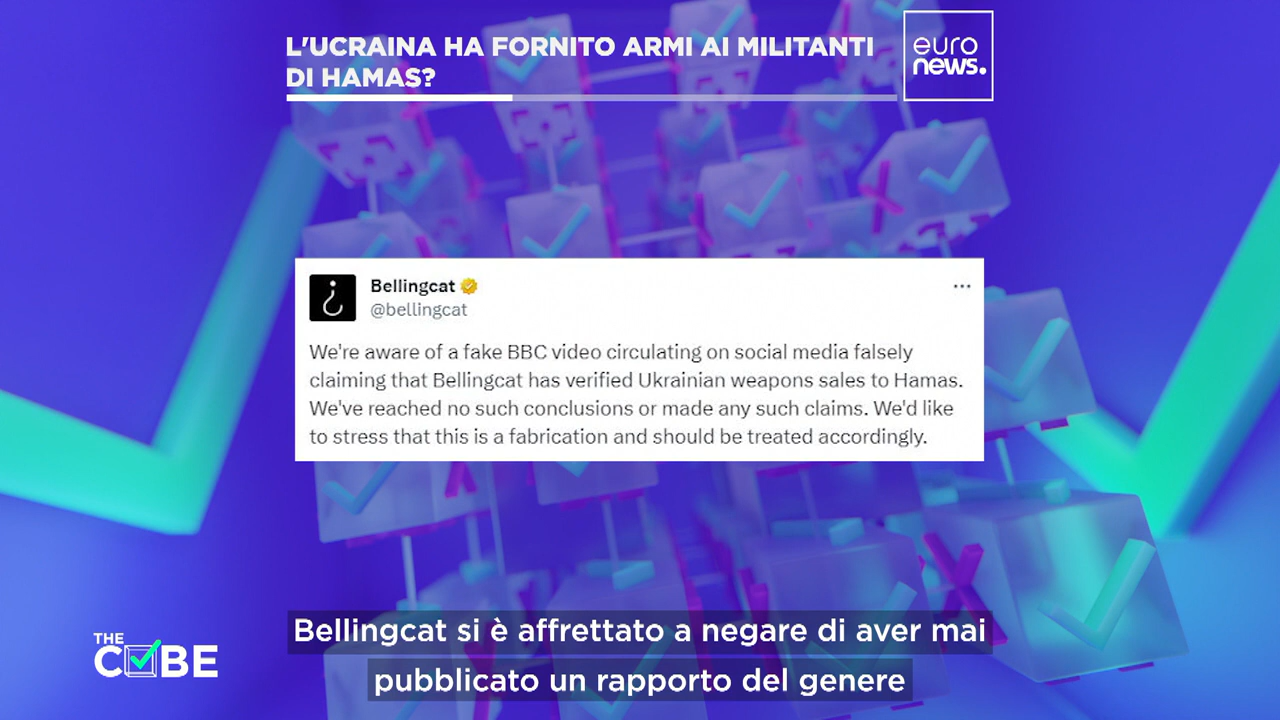 L'UCRAINA HA FORNITO ARMI AI MILITANTI
DI HAMAS?
euro
news.
Bellingcat
@bellingcat
We're aware of a fake BBC video circulating on social media falsely
claiming that Bellingcat has verified Ukrainian weapons sales to Hamas.
We've reached no such conclusions or made any such claims. We'd like
to stress that this is a fabrication and should be treated accordingly.
THE
CUBE
Bellingcat si è affrettato a negare di aver mai
pubblicato un rapporto del genere